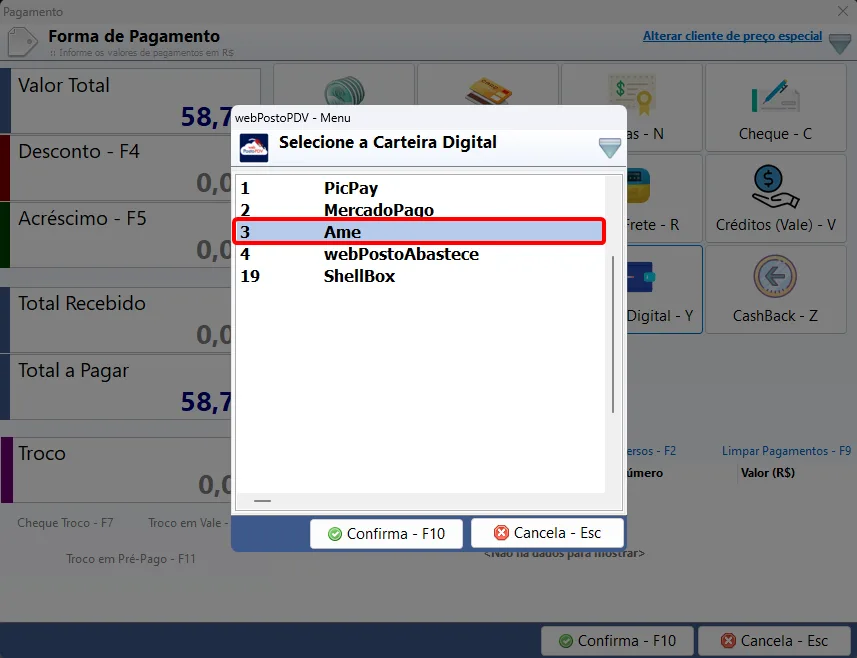 Pagamento
Forma de Pagamento
:: Informe os valores de pagamentos em R$
Alterar cliente de preço especial
Valor Total
58,7
Desconto - F4
0,0
Acréscimo - F5
0,0
Total Recebido
0,0
Total a Pagar
58,7
Troco
0,0
Cheque Troco - F7
Troco em Vale -
Troco em Pré-Pago - F11
as - N
Cheque - C
Frete - R
Créditos (Vale) - V
Digital - Y
CashBack - Z
webPostoPDV - Menu
Selecione a Carteira Digital
1 PicPay
2 MercadoPago
3 Ame
4 webPostoAbastece
19 ShellBox
Confirma - F10
Cancela - Esc
ersos - F2
Limpar Pagamentos - F9
úmero
Valor (R$)
<Não há dados para mostrar>
Confirma - F10
Cancela - Esc